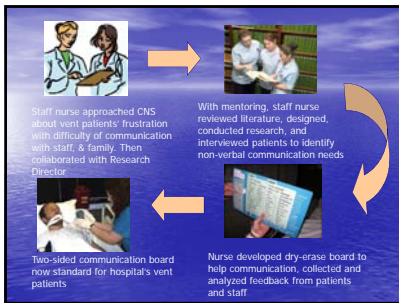 Staff nurse approached CNS
about vent patients' frustration
with difficulty of communication
with staff, & family. Then
collaborated with Research
Director
With mentoring, staff nurse
reviewed literature, designed,
conducted research, and
interviewed patients to identify
non-verbal communication needs
Nurse developed dry-erase board to
help communication, collected and
analyzed feedback from patients
and staff
Two-sided communication board
now standard for hospital's vent
patients